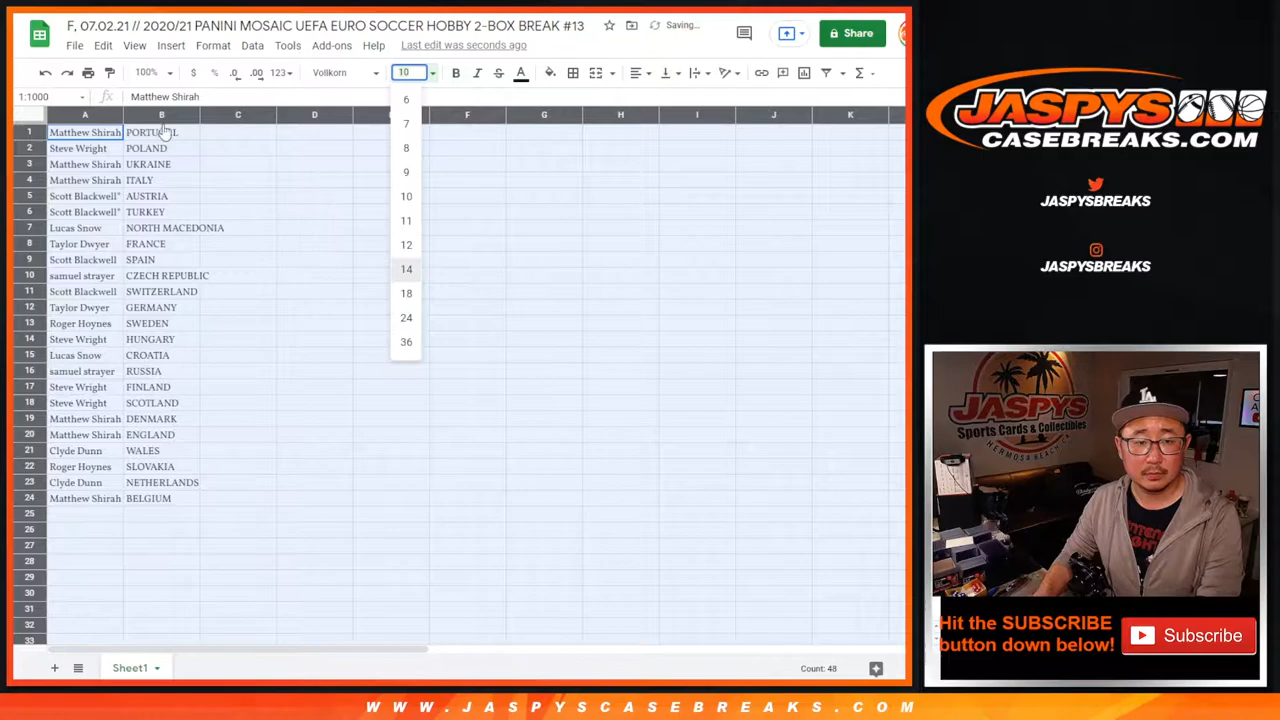 F, 07.02.21 // 2020/21 PANINI MOSAIC UEFA EURO SOCCER HOBBY 2-BOX BREAK #13
Saving...
Share
File Edit View Insert Format Data Tools Add-ons Help Last edit was seconds ago
100% $ % .0 .00 123 Vollkorn 10 B I S A
1:1000 fx Matthew Shirah
A B C D F G H I J K
1 Matthew Shirah
2 Steve Wright POLAND
3 Matthew Shirah UKRAINE
4 Matthew Shirah ITALY
5 Scott Blackwell* AUSTRIA
6 Scott Blackwell* TURKEY
7 Lucas Snow NORTH MACEDONIA
8 Taylor Dwyer FRANCE
9 Scott Blackwell SPAIN
10 samuel strayer CZECH REPUBLIC
11 Scott Blackwell SWITZERLAND
12 Taylor Dwyer GERMANY
13 Roger Hoynes SWEDEN
14 Steve Wright HUNGARY
15 Lucas Snow CROATIA
16 samuel strayer RUSSIA
17 Steve Wright FINLAND
18 Steve Wright SCOTLAND
19 Matthew Shirah DENMARK
20 Matthew Shirah ENGLAND
21 Clyde Dunn WALES
22 Roger Hoynes SLOVAKIA
23 Clyde Dunn NETHERLANDS
24 Matthew Shirah BELGIUM
25
26
27
28
29
30
31
32
33
6
7
8
9
10
11
12
14
18
24
36
Sheet1
Count: 48
JASPYS
CASEBREAKS.COM
JASPYSBREAKS
JASPYSBREAKS
JASPYS
Sports Cards & Collectibles
HERMOSA BEACH, CA
LA
Hit the SUBSCRIBE
button down below!
Subscribe
WWW.JASPYSCASEBREAKS.COM